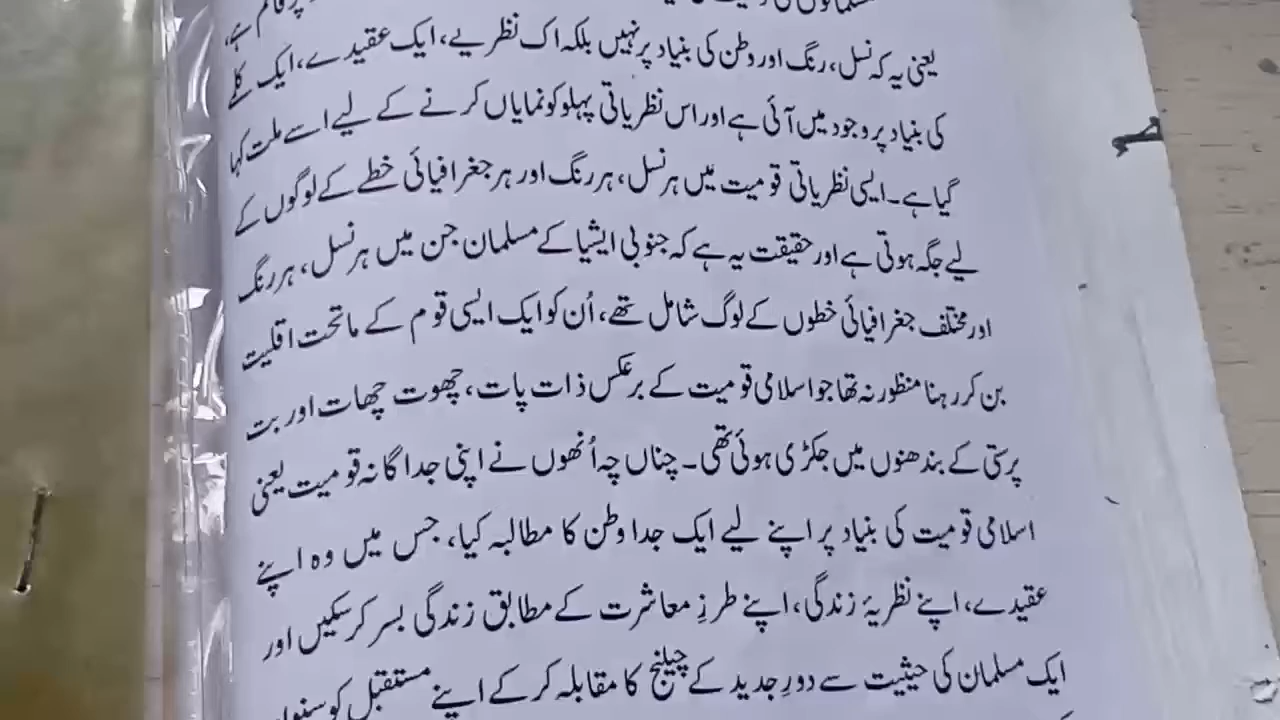 پر قائم ہے،
یعنی یہ کہ نسل، رنگ اور وطن کی بنیاد پر نہیں بلکہ اک نظریے، ایک عقیدے، ایک کلمے
کی بنیاد پر وجود میں آئی ہے اور اس نظریاتی پہلو کو نمایاں کرنے کے لیے اسے ملت کہا
گیا ہے۔ ایسی نظریاتی قومیت میں ہر نسل، ہر رنگ اور ہر جغرافیائی خطے کے لوگوں کے
لیے جگہ ہوتی ہے اور حقیقت یہ ہے کہ جنوبی ایشیا کے مسلمان جن میں ہر نسل، ہر رنگ
اور مختلف جغرافیائی خطوں کے لوگ شامل تھے، اُن کو ایک ایسی قوم کے ماتحت اقلیت
بن کر رہنا منظور نہ تھا جو اسلامی قومیت کے برعکس ذات پات، چھوت چھات اور بت
پرستی کے بندھنوں میں جکڑی ہوئی تھی۔ چناں چہ اُنھوں نے اپنی جداگانہ قومیت یعنی
اسلامی قومیت کی بنیاد پر اپنے لیے ایک جدا وطن کا مطالبہ کیا، جس میں وہ اپنے
عقیدے، اپنے نظریۂ زندگی، اپنے طرزِ معاشرت کے مطابق زندگی بسر کر سکیں اور
ایک مسلمان کی حیثیت سے دورِ جدید کے چیلنج کا مقابلہ کر کے اپنے مستقبل کو